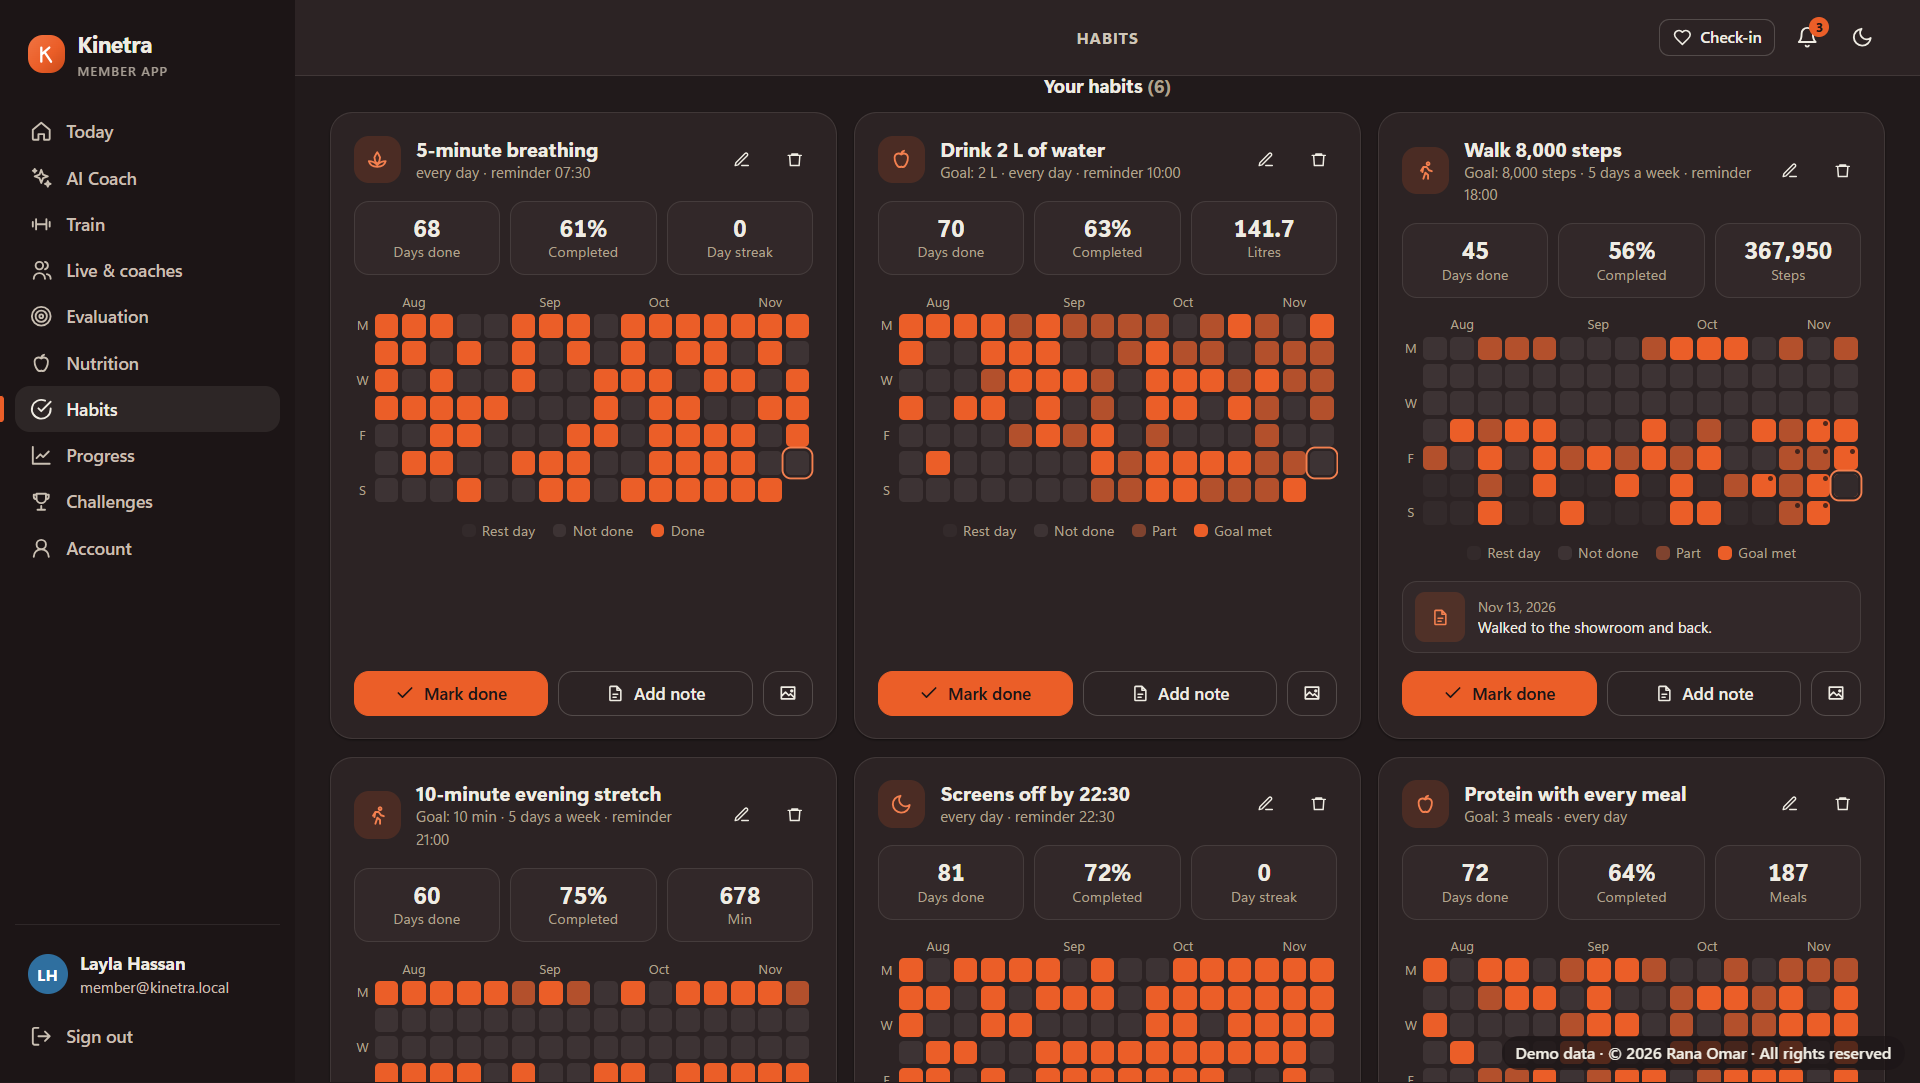 K
Kinetra
MEMBER APP
Today
AI Coach
Train
Live & coaches
Evaluation
Nutrition
Habits
Progress
Challenges
Account
LH
Layla Hassan
member@kinetra.local
Sign out
HABITS
Check-in
3
Your habits (6)
5-minute breathing
every day · reminder 07:30
68
Days done
61%
Completed
0
Day streak
Aug Sep Oct Nov
M
W
F
S
Rest day Not done Done
Mark done
Add note
Drink 2 L of water
Goal: 2 L · every day · reminder 10:00
70
Days done
63%
Completed
141.7
Litres
Aug Sep Oct Nov
M
W
F
S
Rest day Not done Part Goal met
Mark done
Add note
Walk 8,000 steps
Goal: 8,000 steps · 5 days a week · reminder
18:00
45
Days done
56%
Completed
367,950
Steps
Aug Sep Oct Nov
M
W
F
S
Rest day Not done Part Goal met
Nov 13, 2026
Walked to the showroom and back.
Mark done
Add note
10-minute evening stretch
Goal: 10 min · 5 days a week · reminder
21:00
60
Days done
75%
Completed
678
Min
Aug Sep Oct Nov
M
W
Screens off by 22:30
every day · reminder 22:30
81
Days done
72%
Completed
0
Day streak
Aug Sep Oct Nov
M
W
F
Protein with every meal
Goal: 3 meals · every day
72
Days done
64%
Completed
187
Meals
Aug Sep Oct Nov
M
W
F
Demo data · © 2026 Rana Omar · All rights reserved